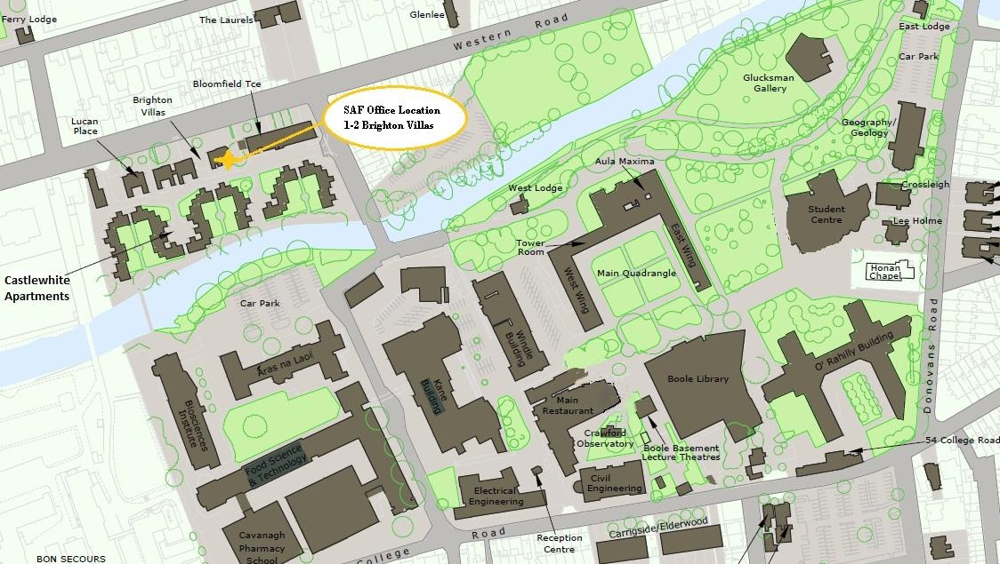 Ferry Lodge
The Laurels
Glenlee
Western Road
East Lodge
Car Park
Glucksman
Gallery
Bloomfield Tce
Brighton
Villas
Lucan
Place
SAF Office Location
1-2 Brighton Villas
Geography/
Geology
Aula Maxima
West Lodge
Crossleigh
Student
Centre
Lee Holme
Tower
Room
East Wing
Main Quadrangle
Honan
Chapel
Castlewhite
Apartments
West Wing
Car Park
Donovans Road
Windle
Building
O' Rahilly Building
Aras na Laoi
Boole Library
Kane
Building
Main
Restaurant
Biosciences
Institute
Crawford
Observatory
54 College Road
Boole Basement
Lecture Theatres
Food Science
& Technology
Civil
Engineering
Electrical
Engineering
Carrigside/Elderwood
Reception
Centre
Cavanagh
Pharmacy
School
College Road
BON SECOURS